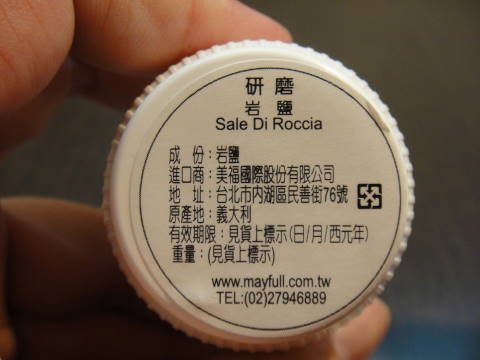 研磨
岩鹽
Sale Di Roccia
成　份：岩鹽
進口商：美福國際股份有限公司
地　址：台北市內湖區民善街76號
原產地：義大利
有效期限：見貨上標示(日/月/西元年)
重量：(見貨上標示)
www.mayfull.com.tw
TEL:(02)27946889